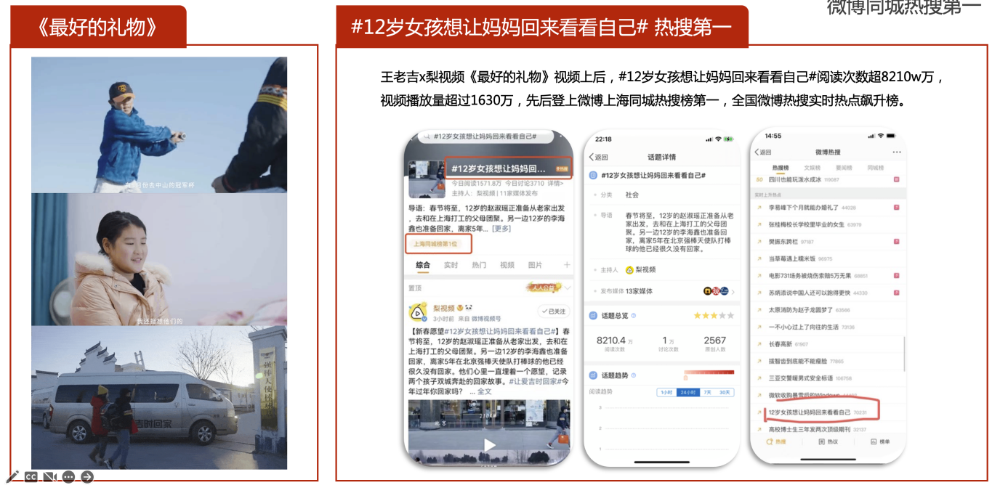 微博同城热搜第一
《最好的礼物》
#12岁女孩想让妈妈回来看看自己# 热搜第一
份去中山的冠军杯
我还挺想他们的
强棒天使棒
吉时回家
王老吉x梨视频《最好的礼物》视频上后，#12岁女孩想让妈妈回来看看自己#阅读次数超8210w万，
视频播放量超过1630万，先后登上微博上海同城热搜榜第一，全国微博热搜实时热点飙升榜。
#12岁女孩想让妈妈回来看看自己#
#12岁女孩想让妈妈回...
今日阅读1571.8万 今日讨论3710 详情>
主持人：梨视频 | 11家媒体发布
导语：春节将至，12岁的赵淑瑶正准备从老家出发
，去和在上海打工的父母团聚。另一边12岁的李海
鑫也准备回家，离家5年... [更多]
上海同城榜第1位
综合 实时 热门 视频 图片
置顶
人人公益
梨视频
3小时前 来自 微博视频号
已关注
【新春愿望#12岁女孩想让妈妈回来看看自己#】春
节将至，12岁的赵淑瑶正准备从老家出发，去和在
上海打工的父母团聚。另一边12岁的李海鑫也准备
回家，离家5年在北京强棒天使队打棒球的他已经
很久没有回家。他们心里一直埋着一个愿望，记录
两个孩子双城奔赴的回家故事。#让爱吉时回家#今
年过年你回家吗？ ... 全文
北京
210KM
22:18
返回 话题详情
#12岁女孩想让妈妈回来看看自己#
分类 社会
导语 春节将至，12岁的赵淑瑶正准备从老
家出发，去和在上海打工的父母团
聚。另一边12岁的李海鑫也准备回
家，离家5年在北京强棒天使队打棒
球的他已经很久没有回家。
主持人 梨视频
发布媒体 13家媒体
话题总览
8210.4万 1万 2567
阅读次数 讨论次数 原创人数
话题趋势
阅读趋势 1小时 24小时 7天 30天
3
2
1
14:55
返回 微博热搜
热搜榜 文娱榜 要闻榜 同城榜
50 四川也能玩泼水成冰 119087
实时上升热点
李易峰下个月就能办婚礼了 44028
张桂梅校长学校里毕业的女生 63979
樊振东跨栏 97187
当草莓遇上糯米饭 96975
电影731场务被烧伤索赔5万无果 68851
苏炳添说中国人还可以跑得更快 44330
太原消防为赵子龙圆梦了 63566
一不小心过上了向往的生活 73136
长春高新 81907
拔智齿到底能不能瘦脸 77865
三亚交警暖男式安全标语 106758
微软收购暴雪后的Windows
12岁女孩想让妈妈回来看看自己 70231
高校博士生三年发两次顶级期刊 32137
热搜 热议 榜单
CC